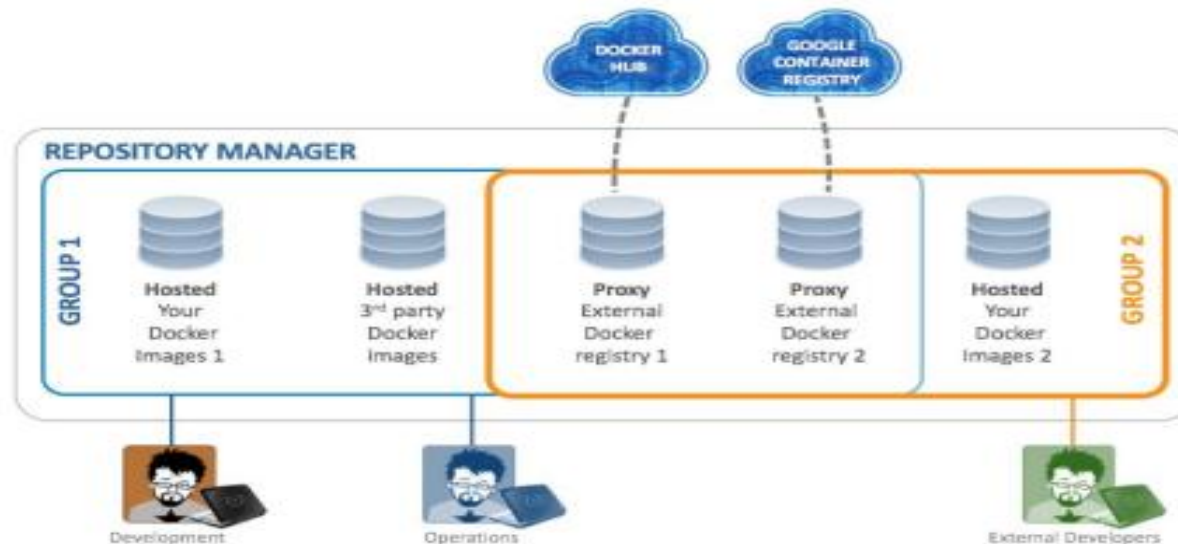 DOCKER
HUB
GOOGLE
CONTAINER
REGISTRY
REPOSITORY MANAGER
GROUP 1
Hosted
Your
Docker
Images 1
Hosted
3rd party
Docker
images
Proxy
External
Docker
registry 1
Proxy
External
Docker
registry 2
Hosted
Your
Docker
Images 2
GROUP 2
Development
Operations
External Developers